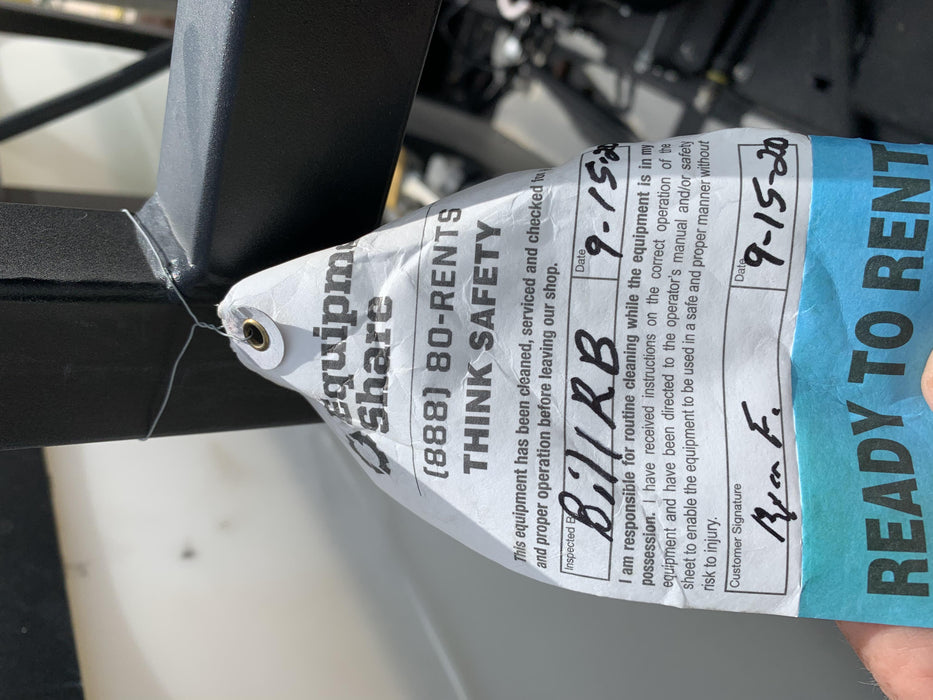 equipm
share
(888) 80-RENTS
THINK SAFETY
This equipment has been cleaned, serviced and checked
and proper operation before leaving our shop.
Inspected B
Bill RB
Date
9-15-20
I am responsible for routine cleaning while the equipment is in my
possession. I have received instructions on the correct operation of the
equipment and have been directed to the operator's manual and/or safety
sheet to enable the equipment to be used in a safe and proper manner without
risk to injury.
Customer Signature
F.
Date
9-15-20
READY TO RENT